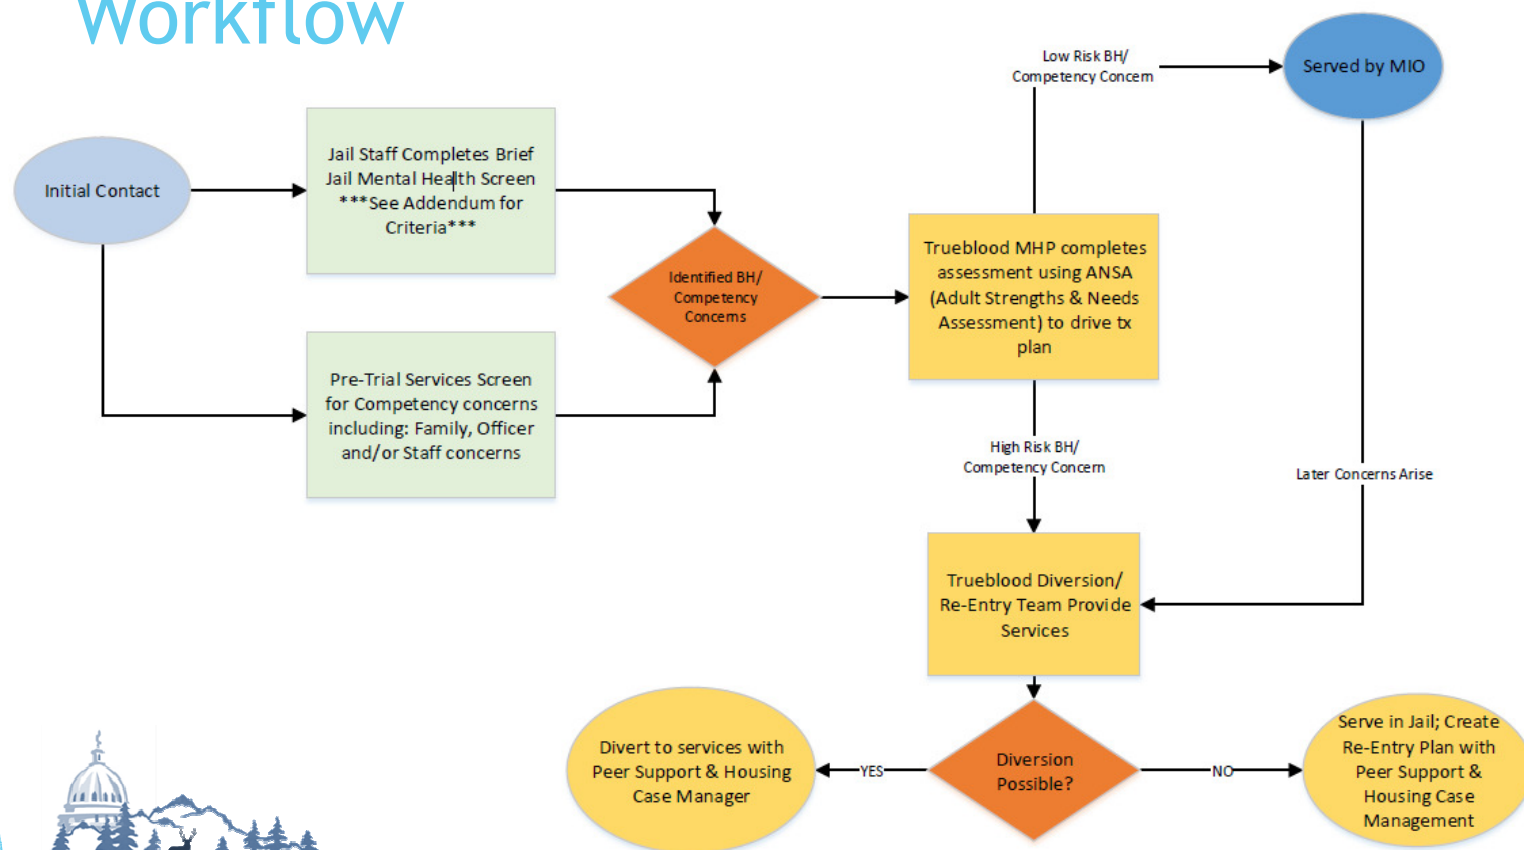 Workflow
Low Risk BH/
Competency Concern
Served by MIO
Jail Staff Completes Brief
Jail Mental Health Screen
***See Addendum for
Criteria***
Initial Contact
Identified BH/
Competency
Concerns
Trueblood MHP completes
assessment using ANSA
(Adult Strengths & Needs
Assessment) to drive tx
plan
Pre-Trial Services Screen
for Competency concerns
including: Family, Officer
and/or Staff concerns
High Risk BH/
Competency Concern
Later Concerns Arise
Trueblood Diversion/
Re-Entry Team Provide
Services
Divert to services with
Peer Support & Housing
Case Manager
YES
Diversion
Possible?
NO
Serve in Jail; Create
Re-Entry Plan with
Peer Support &
Housing Case
Management